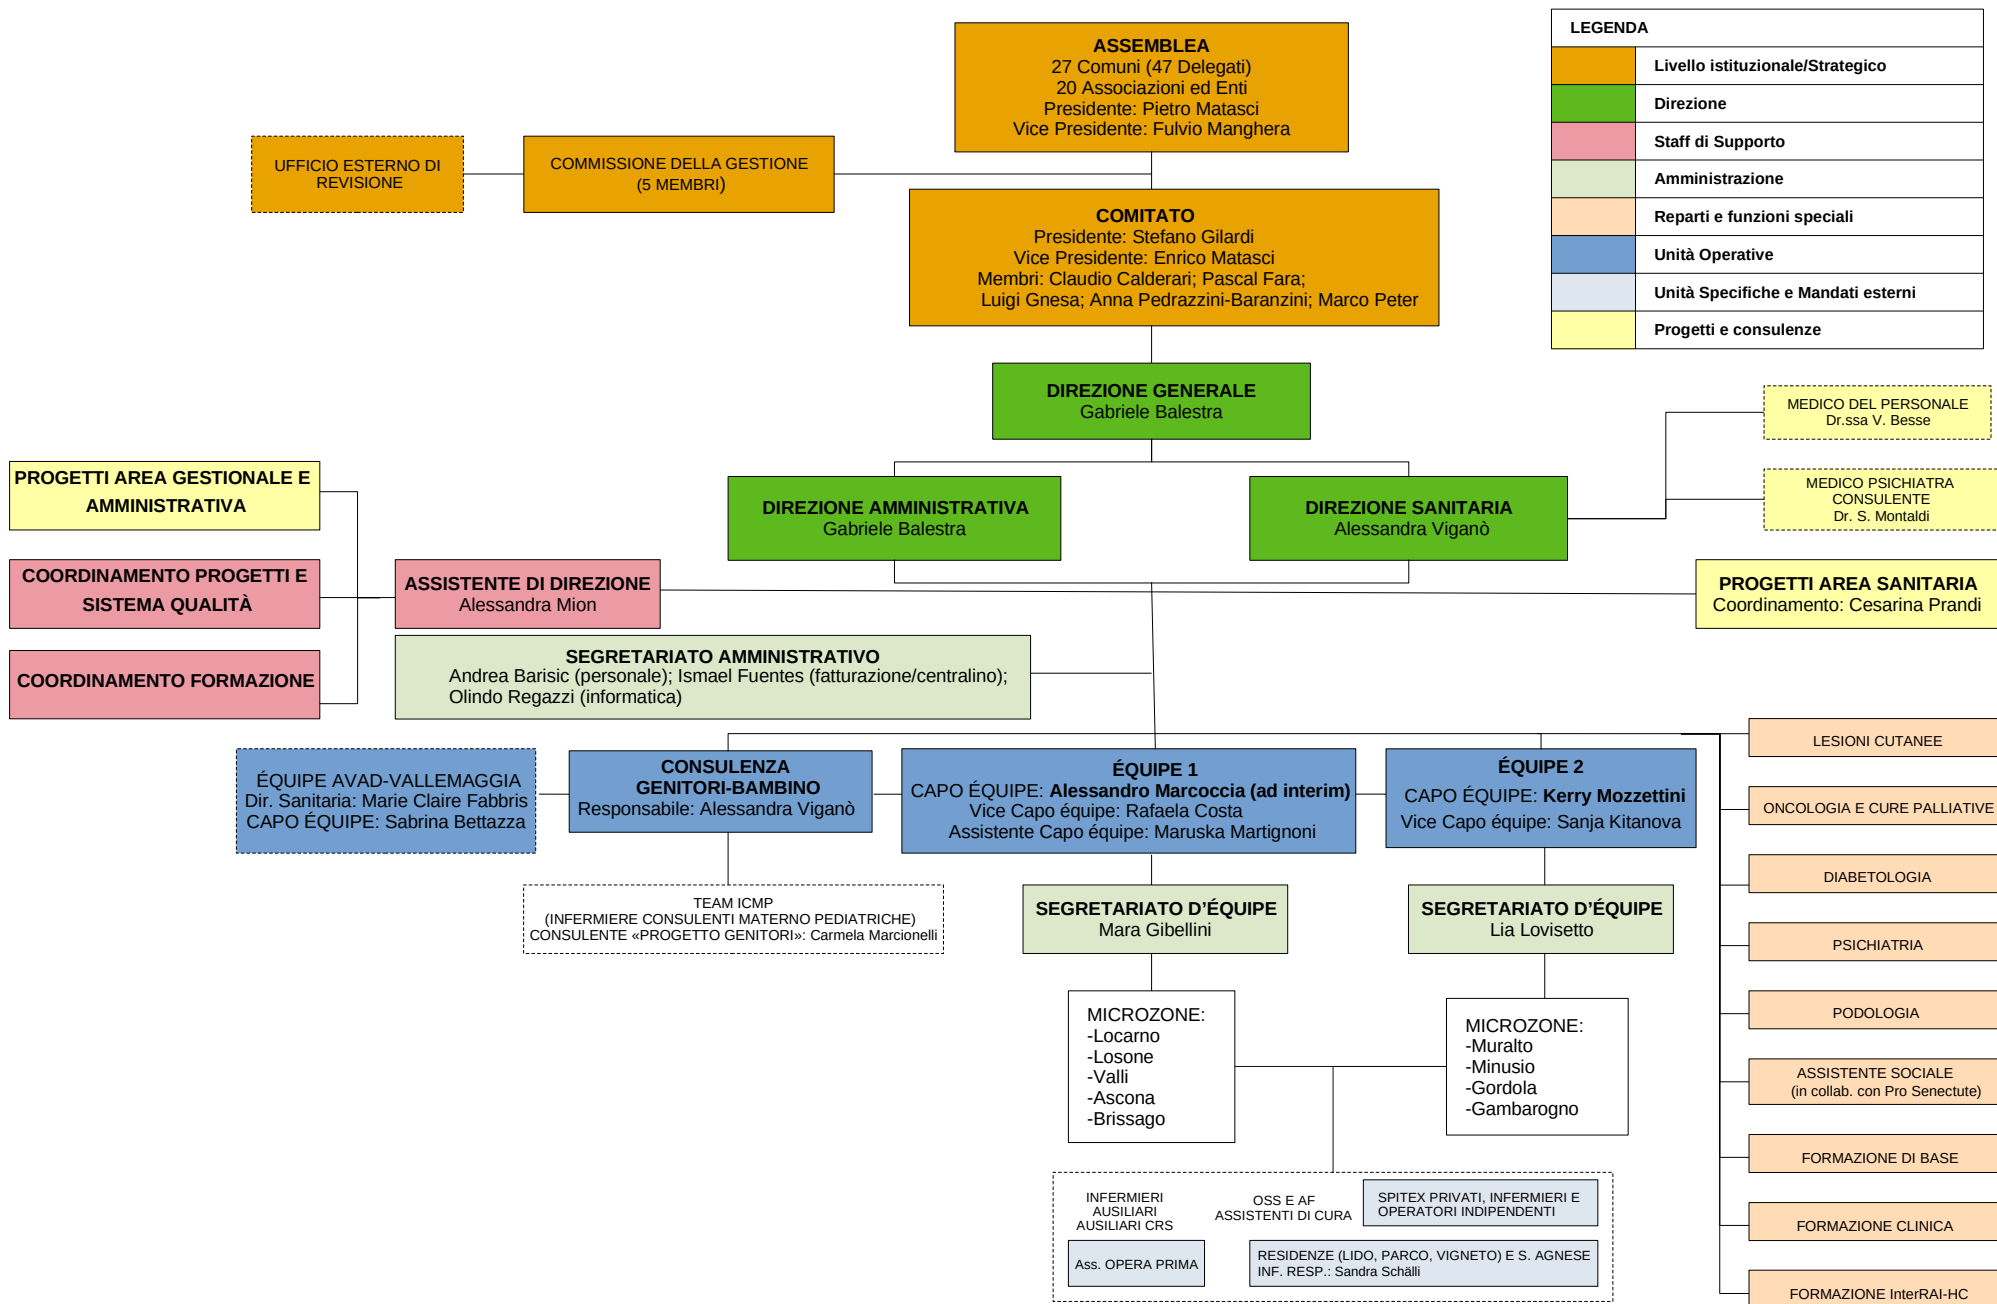 ASSEMBLEA
27 Comuni (47 Delegati)
20 Associazioni ed Enti
Presidente: Pietro Matasci
Vice Presidente: Fulvio Manghera
LEGENDA
Livello istituzionale/Strategico
Direzione
Staff di Supporto
Amministrazione
Reparti e funzioni speciali
Unità Operative
Unità Specifiche e Mandati esterni
Progetti e consulenze
UFFICIO ESTERNO DI
REVISIONE
COMMISSIONE DELLA GESTIONE
(5 MEMBRI)
COMITATO
Presidente: Stefano Gilardi
Vice Presidente: Enrico Matasci
Membri: Claudio Calderari; Pascal Fara;
Luigi Gnesa; Anna Pedrazzini-Baranzini; Marco Peter
DIREZIONE GENERALE
Gabriele Balestra
MEDICO DEL PERSONALE
Dr.ssa V. Besse
MEDICO PSICHIATRA
CONSULENTE
Dr. S. Montaldi
PROGETTI AREA GESTIONALE E
AMMINISTRATIVA
DIREZIONE AMMINISTRATIVA
Gabriele Balestra
DIREZIONE SANITARIA
Alessandra Viganò
COORDINAMENTO PROGETTI E
SISTEMA QUALITÀ
ASSISTENTE DI DIREZIONE
Alessandra Mion
PROGETTI AREA SANITARIA
Coordinamento: Cesarina Prandi
COORDINAMENTO FORMAZIONE
SEGRETARIATO AMMINISTRATIVO
Andrea Barisic (personale); Ismael Fuentes (fatturazione/centralino);
Olindo Regazzi (informatica)
ÉQUIPE AVAD-VALLEMAGGIA
Dir. Sanitaria: Marie Claire Fabbris
CAPO ÉQUIPE: Sabrina Bettazza
CONSULENZA
GENITORI-BAMBINO
Responsabile: Alessandra Viganò
ÉQUIPE 1
CAPO ÉQUIPE: Alessandro Marcoccia (ad interim)
Vice Capo équipe: Rafaela Costa
Assistente Capo équipe: Maruska Martignoni
ÉQUIPE 2
CAPO ÉQUIPE: Kerry Mozzettini
Vice Capo équipe: Sanja Kitanova
TEAM ICMP
(INFERMIERE CONSULENTI MATERNO PEDIATRICHE)
CONSULENTE «PROGETTO GENITORI»: Carmela Marcionelli
SEGRETARIATO D'ÉQUIPE
Mara Gibellini
SEGRETARIATO D'ÉQUIPE
Lia Lovisetto
MICROZONE:
-Locarno
-Losone
-Valli
-Ascona
-Brissago
MICROZONE:
-Muralto
-Minusio
-Gordola
-Gambarogno
INFERMIERI
AUSILIARI
AUSILIARI CRS
OSS E AF
ASSISTENTI DI CURA
SPITEX PRIVATI, INFERMIERI E
OPERATORI INDIPENDENTI
Ass. OPERA PRIMA
RESIDENZE (LIDO, PARCO, VIGNETO) E S. AGNESE
INF. RESP.: Sandra Schälli
LESIONI CUTANEE
ONCOLOGIA E CURE PALLIATIVE
DIABETOLOGIA
PSICHIATRIA
PODOLOGIA
ASSISTENTE SOCIALE
(in collab. con Pro Senectute)
FORMAZIONE DI BASE
FORMAZIONE CLINICA
FORMAZIONE InterRAI-HC